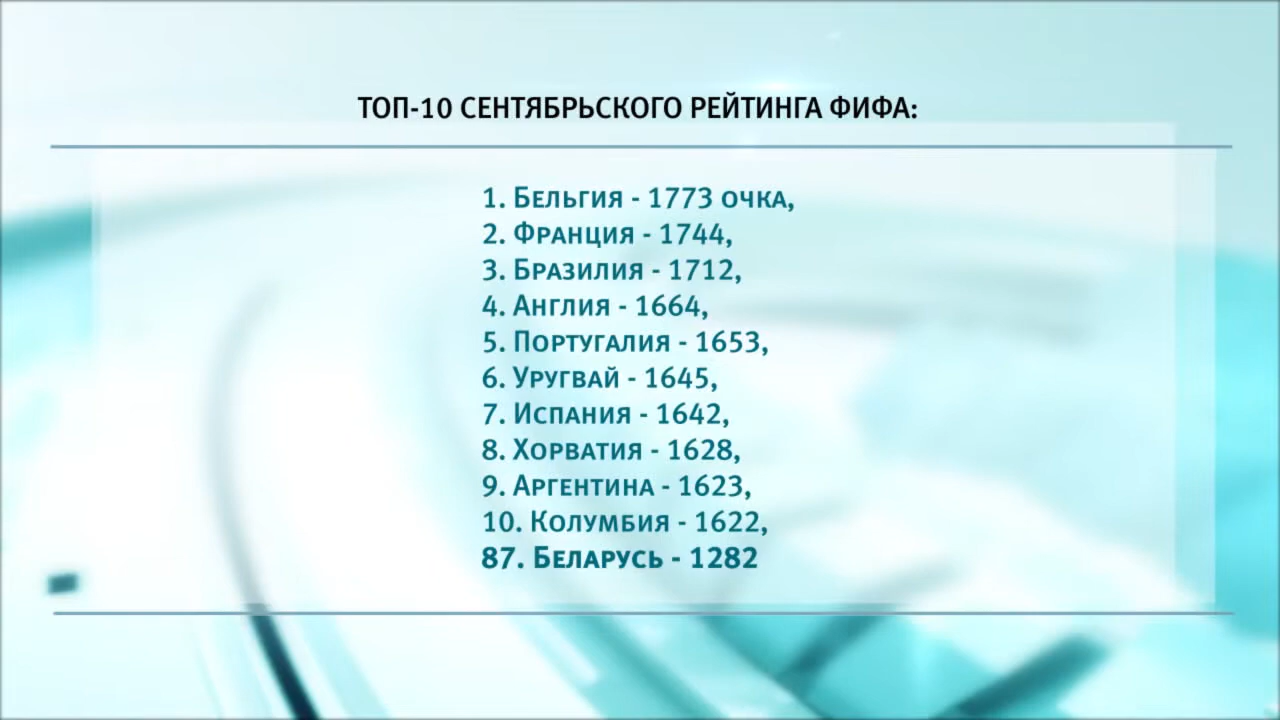 ТОП-10 СЕНТЯБРЬСКОГО РЕЙТИНГА ФИФА:
1. Бельгия - 1773 очка,
2. Франция - 1744,
3. Бразилия - 1712,
4. Англия - 1664,
5. Португалия - 1653,
6. Уругвай - 1645,
7. Испания - 1642,
8. Хорватия - 1628,
9. Аргентина - 1623,
10. Колумбия - 1622,
87. Беларусь - 1282